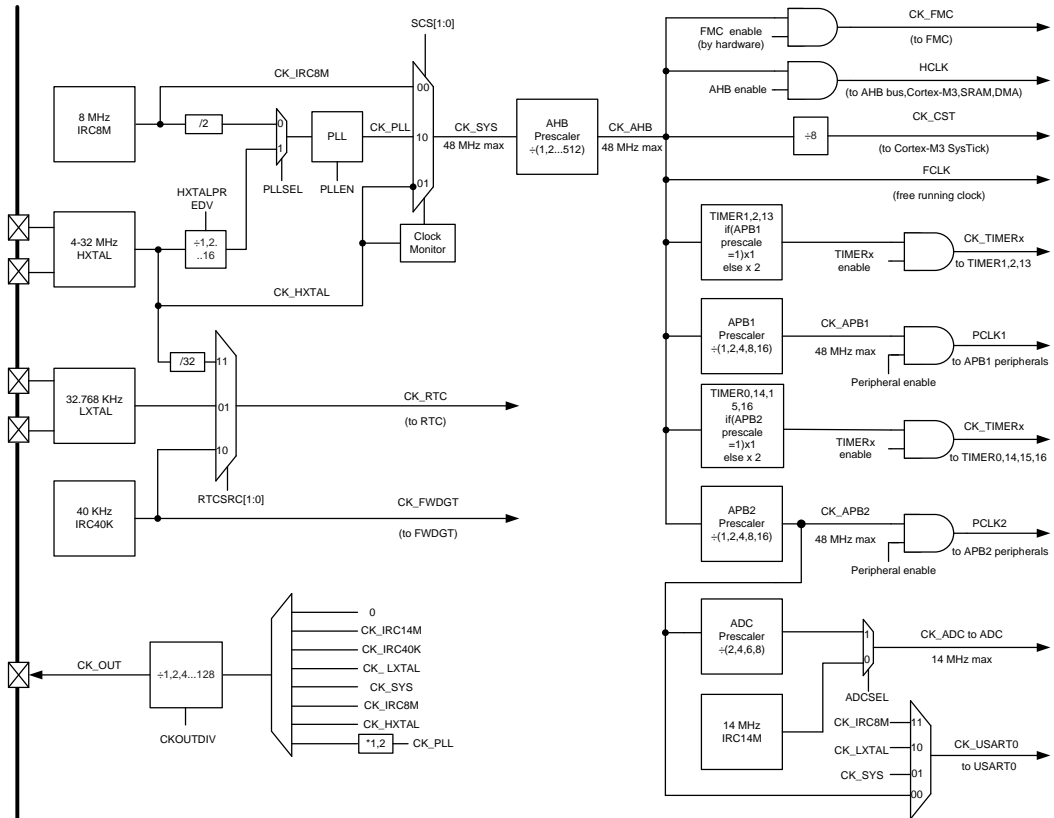 SCS[1:0]
CK_IRC8M
8 MHz
IRC8M
/2
0
1
PLLSEL
PLL
PLLEN
CK_PLL
00
10
01
CK_SYS
48 MHz max
AHB
Prescaler
÷(1,2...512)
CK_AHB
48 MHz max
HXTALPR
EDV
÷1,2.
..16
4-32 MHz
HXTAL
Clock
Monitor
CK_HXTAL
/32
11
01
10
32.768 KHz
LXTAL
CK_RTC
(to RTC)
RTCSRC[1:0]
40 KHz
IRC40K
CK_FWDGT
(to FWDGT)
CK_OUT
÷1,2,4...128
CKOUTDIV
0
CK_IRC14M
CK_IRC40K
CK_LXTAL
CK_SYS
CK_IRC8M
CK_HXTAL
*1,2
CK_PLL
FMC enable
(by hardware)
CK_FMC
(to FMC)
AHB enable
HCLK
(to AHB bus,Cortex-M3,SRAM,DMA)
÷8
CK_CST
(to Cortex-M3 SysTick)
FCLK
(free running clock)
TIMER1,2,13
if(APB1
prescale
=1)x1
else x 2
TIMERx
enable
CK_TIMERx
to TIMER1,2,13
APB1
Prescaler
÷(1,2,4,8,16)
CK_APB1
48 MHz max
Peripheral enable
PCLK1
to APB1 peripherals
TIMER0,14,1
5,16
if(APB2
prescale
=1)x1
else x 2
TIMERx
enable
CK_TIMERx
to TIMER0,14,15,16
APB2
Prescaler
÷(1,2,4,8,16)
CK_APB2
48 MHz max
Peripheral enable
PCLK2
to APB2 peripherals
ADC
Prescaler
÷(2,4,6,8)
1
0
ADCSEL
CK_ADC to ADC
14 MHz max
14 MHz
IRC14M
CK_IRC8M
11
CK_LXTAL
10
CK_SYS
01
00
CK_USART0
to USART0